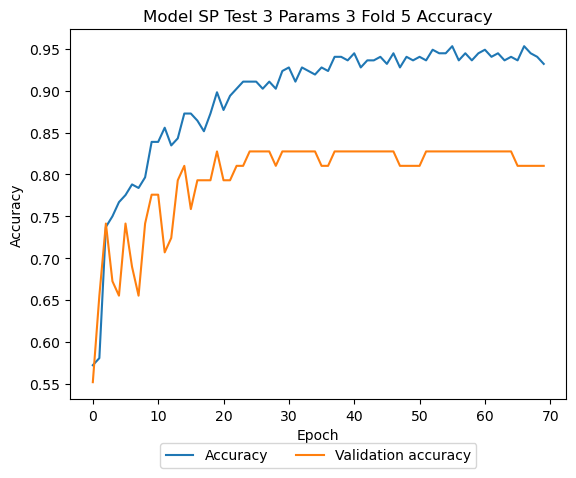 Model SP Test 3 Params 3 Fold 5 Accuracy
0.95
0.90
0.85
0.80
0.75
0.70
0.65
0.60
0.55
Accuracy
0 10 20 30 40 50 60 70
Epoch
Accuracy Validation accuracy